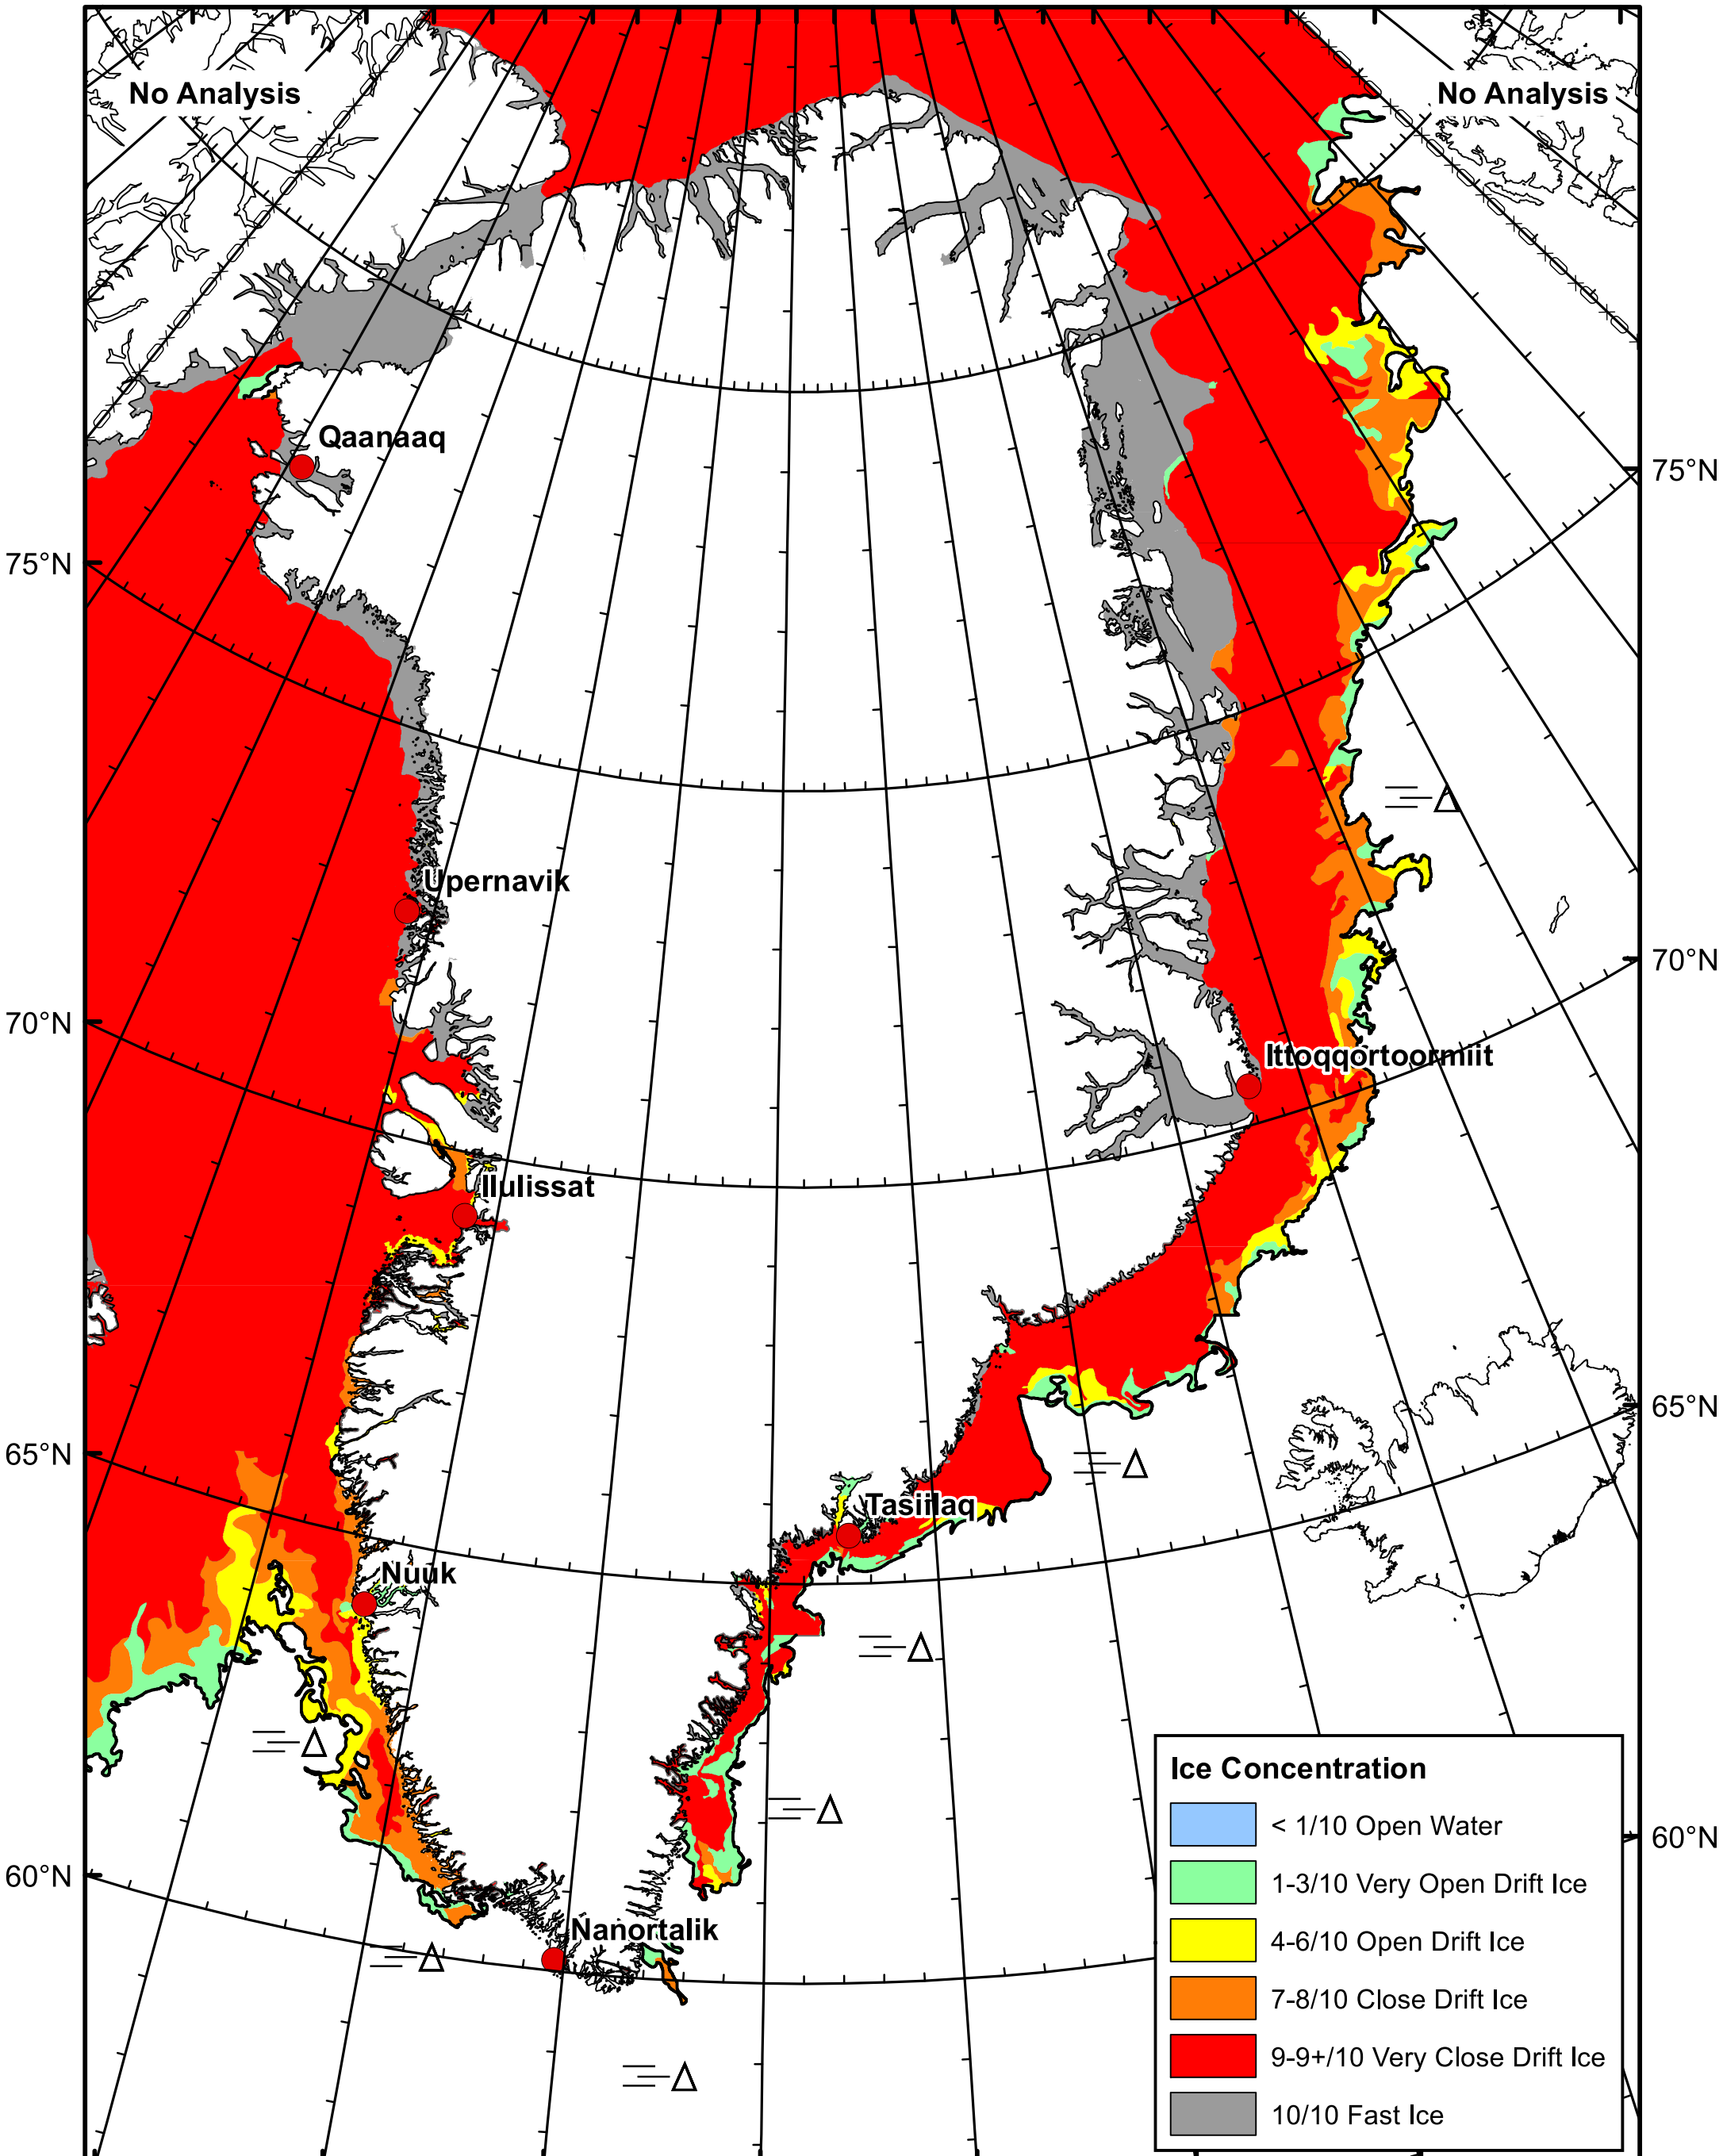 No Analysis
No Analysis
Qaanaaq
75°N
75°N
Upernavik
70°N
70°N
Ittoqqortoormiit
Ilulissat
65°N
65°N
Tasiilaq
Nuuk
Ice Concentration
< 1/10 Open Water
60°N
60°N
1-3/10 Very Open Drift Ice
Nanortalik
4-6/10 Open Drift Ice
7-8/10 Close Drift Ice
9-9+/10 Very Close Drift Ice
10/10 Fast Ice